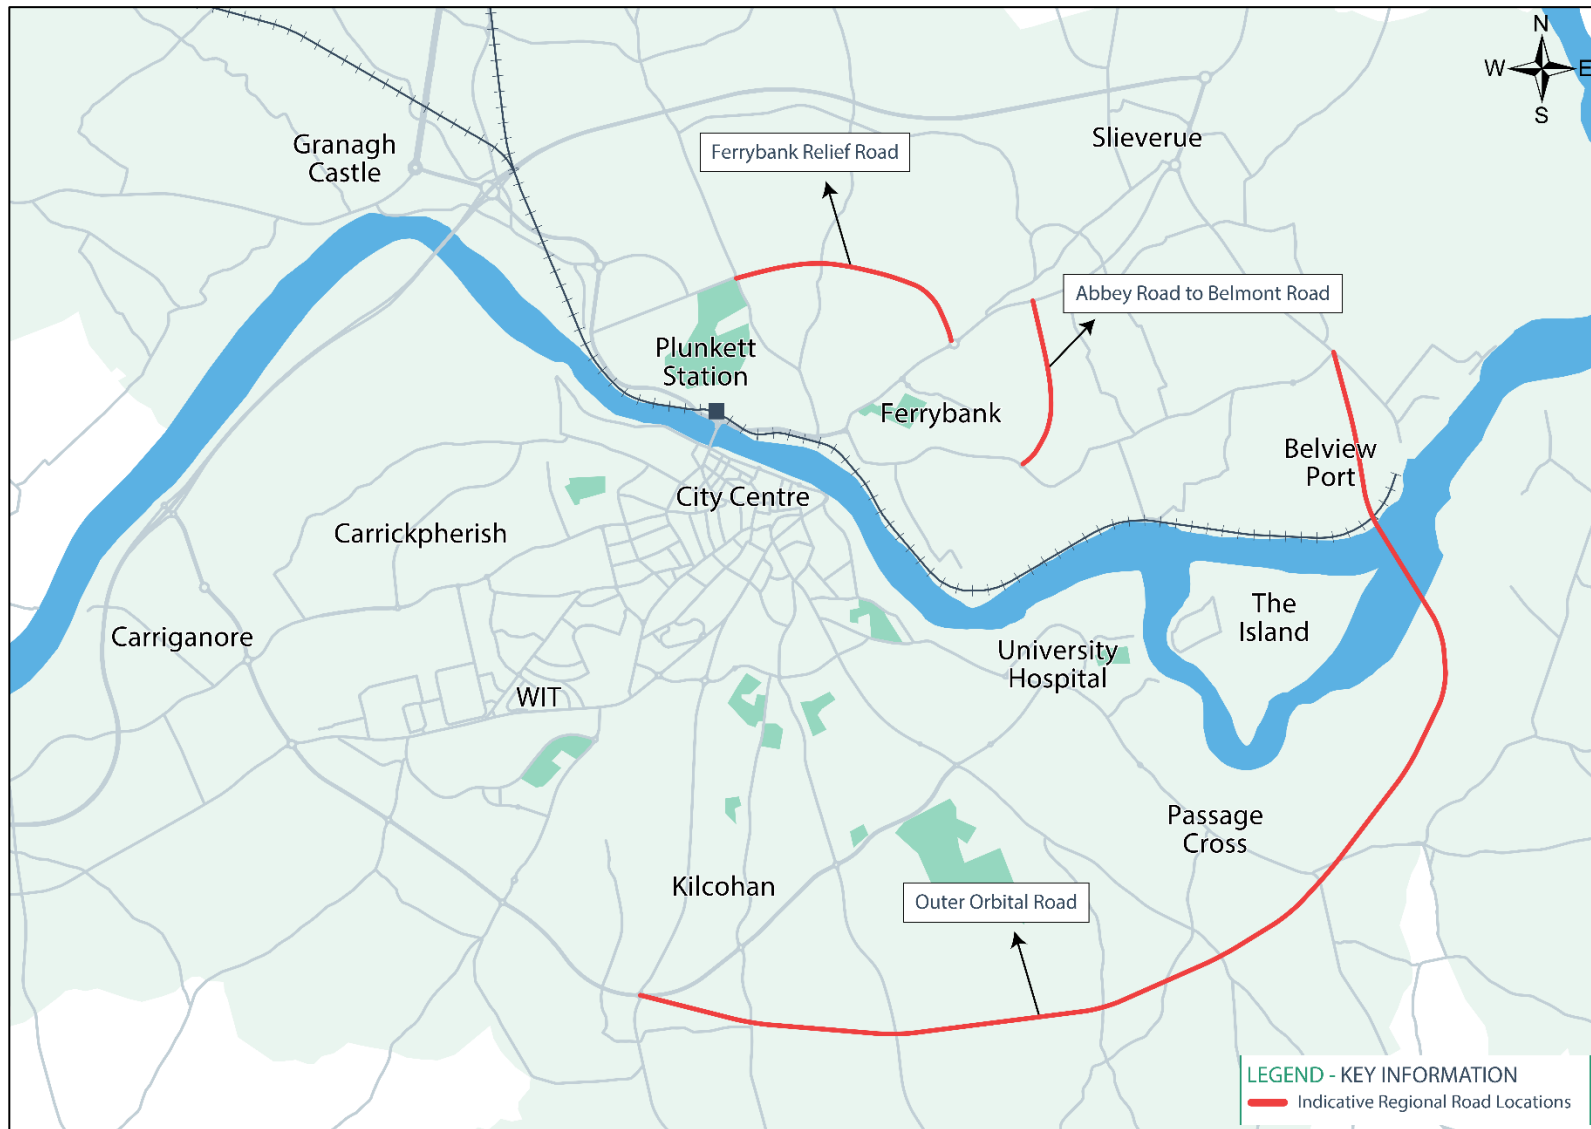 N
W E
S
Granagh
Castle
Ferrybank Relief Road
Slieverue
Abbey Road to Belmont Road
Plunkett
Station
Ferrybank
Belview
Port
City Centre
Carrickpherish
The
Island
Carriganore
University
Hospital
WIT
Passage
Cross
Kilcohan
Outer Orbital Road
LEGEND - KEY INFORMATION
Indicative Regional Road Locations